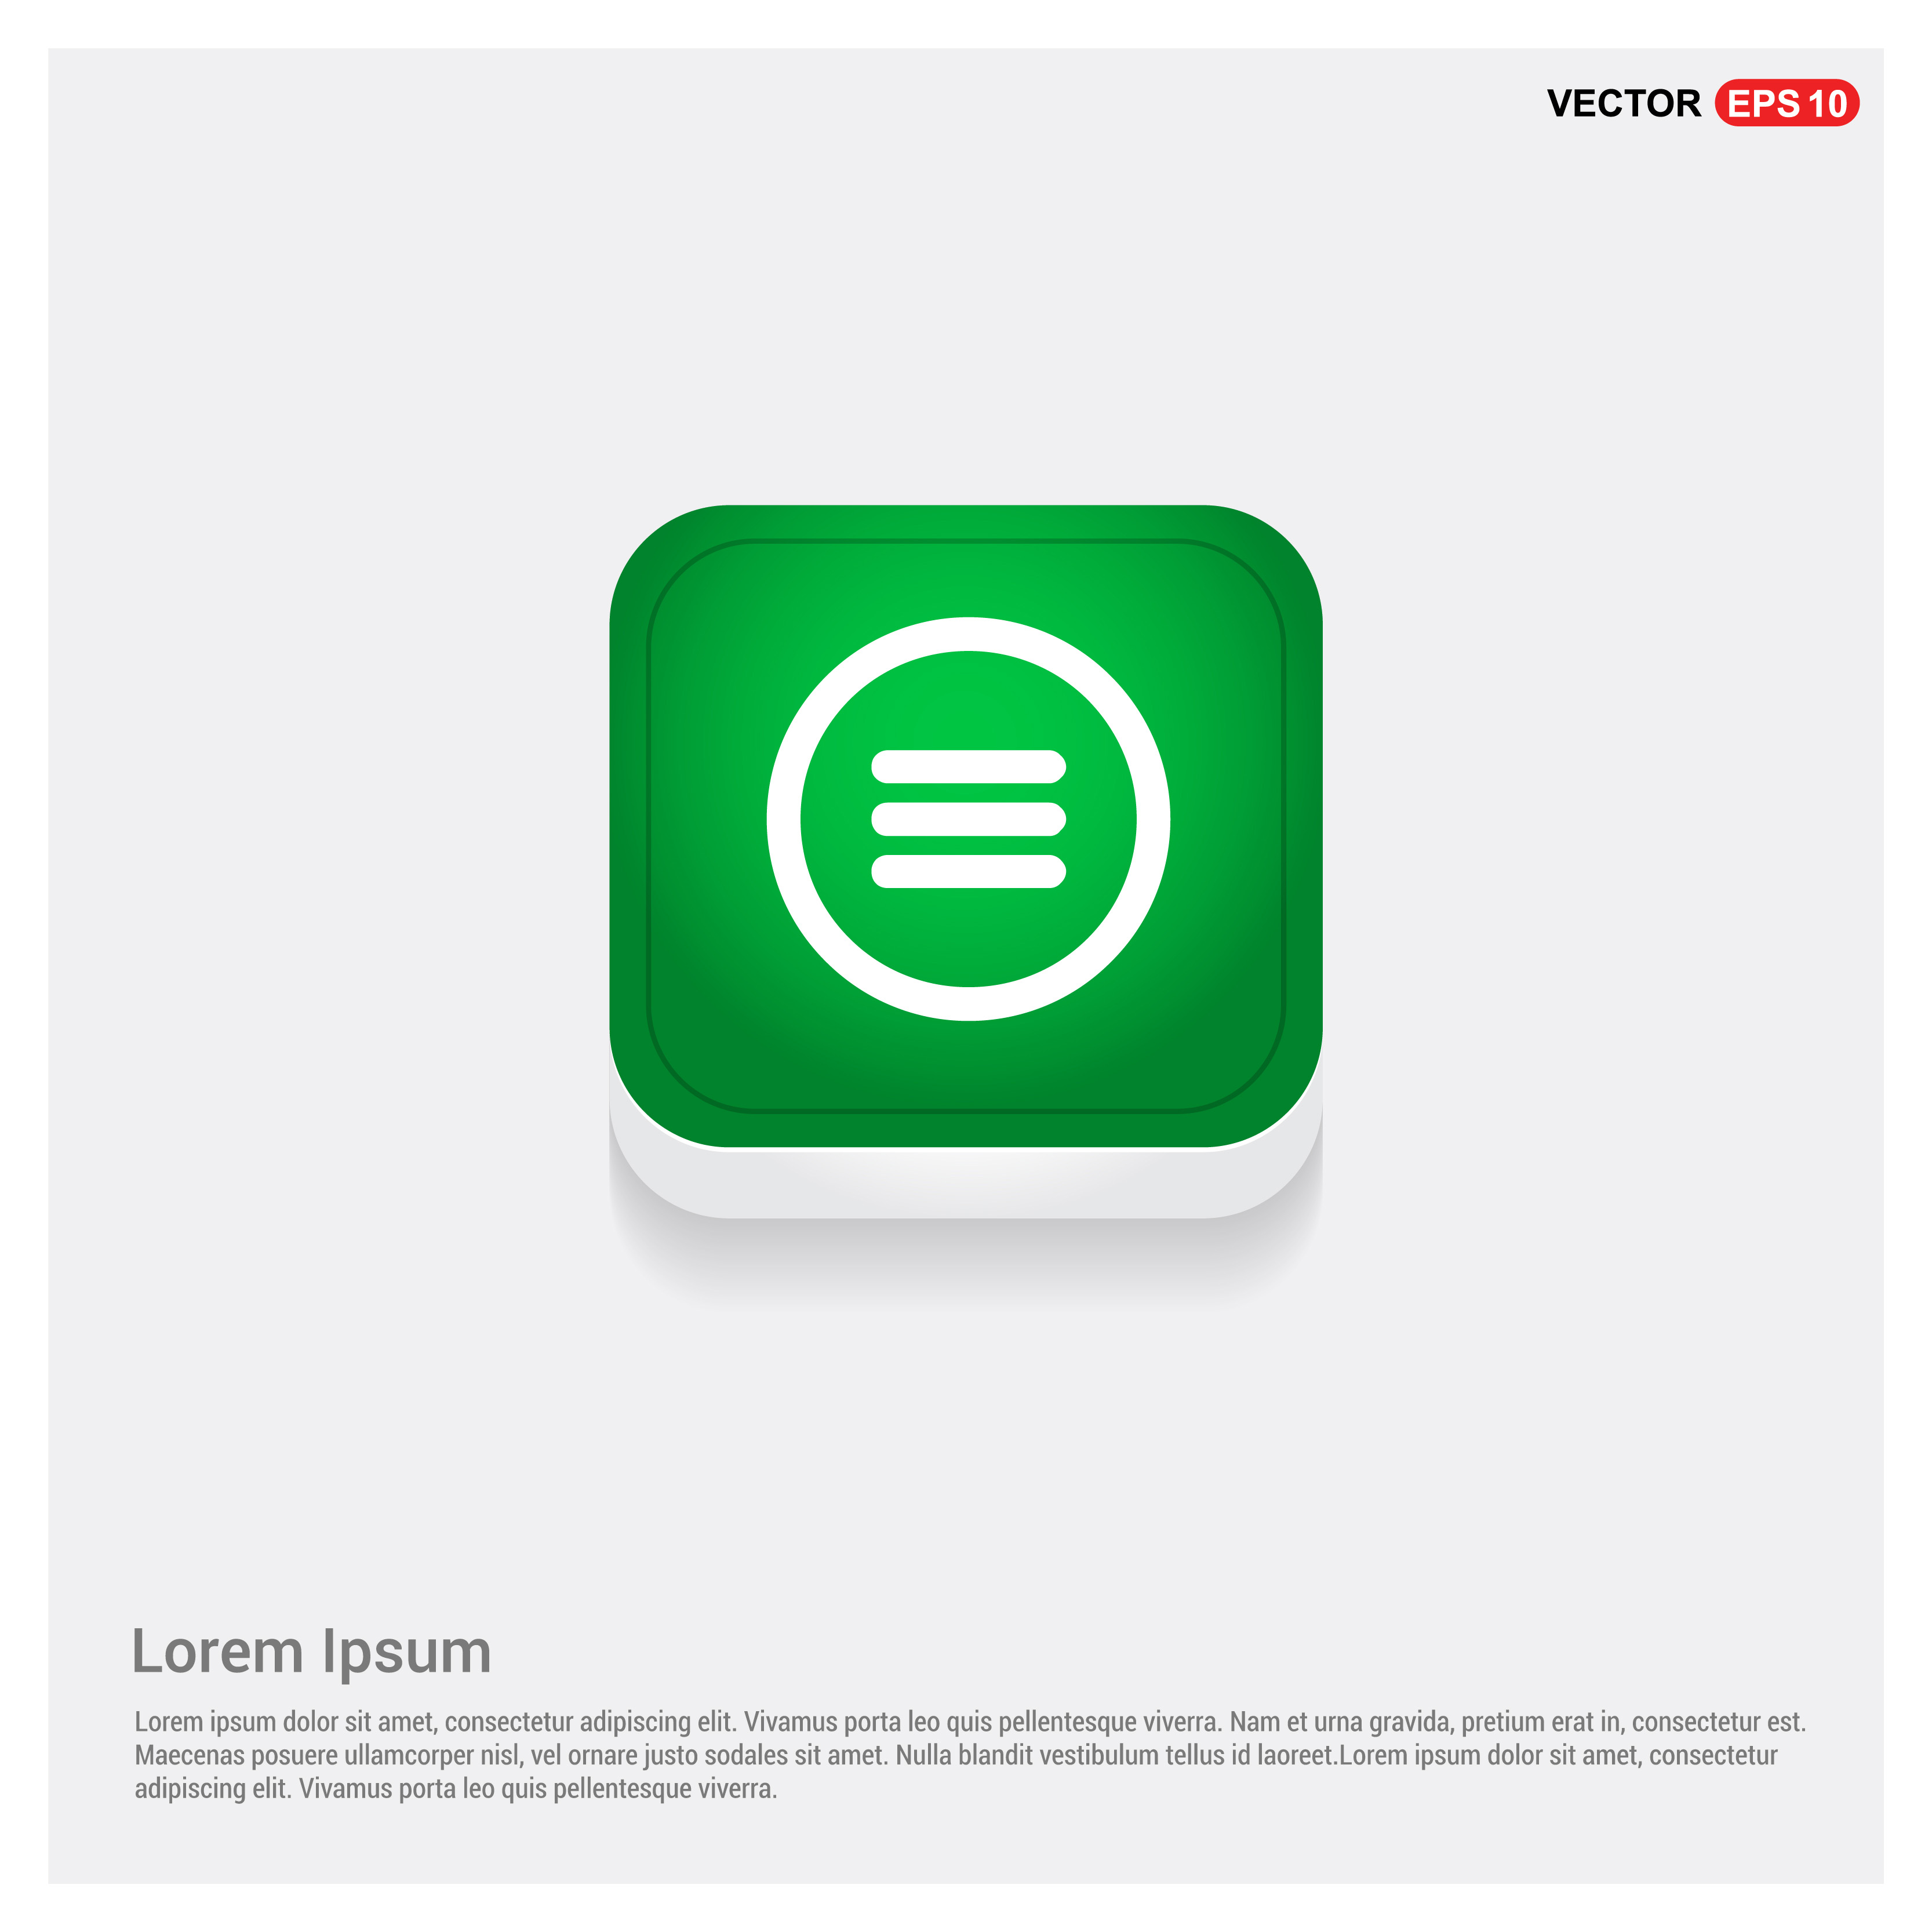 VECTOR EPS 10
Lorem Ipsum
Lorem ipsum dolor sit amet, consectetur adipiscing elit. Vivamus porta leo quis pellentesque viverra. Nam et urna gravida, pretium erat in, consectetur est.
Maecenas posuere ullamcorper nisl, vel ornare justo sodales sit amet. Nulla blandit vestibulum tellus id laoreet.Lorem ipsum dolor sit amet, consectetur
adipiscing elit. Vivamus porta leo quis pellentesque viverra.